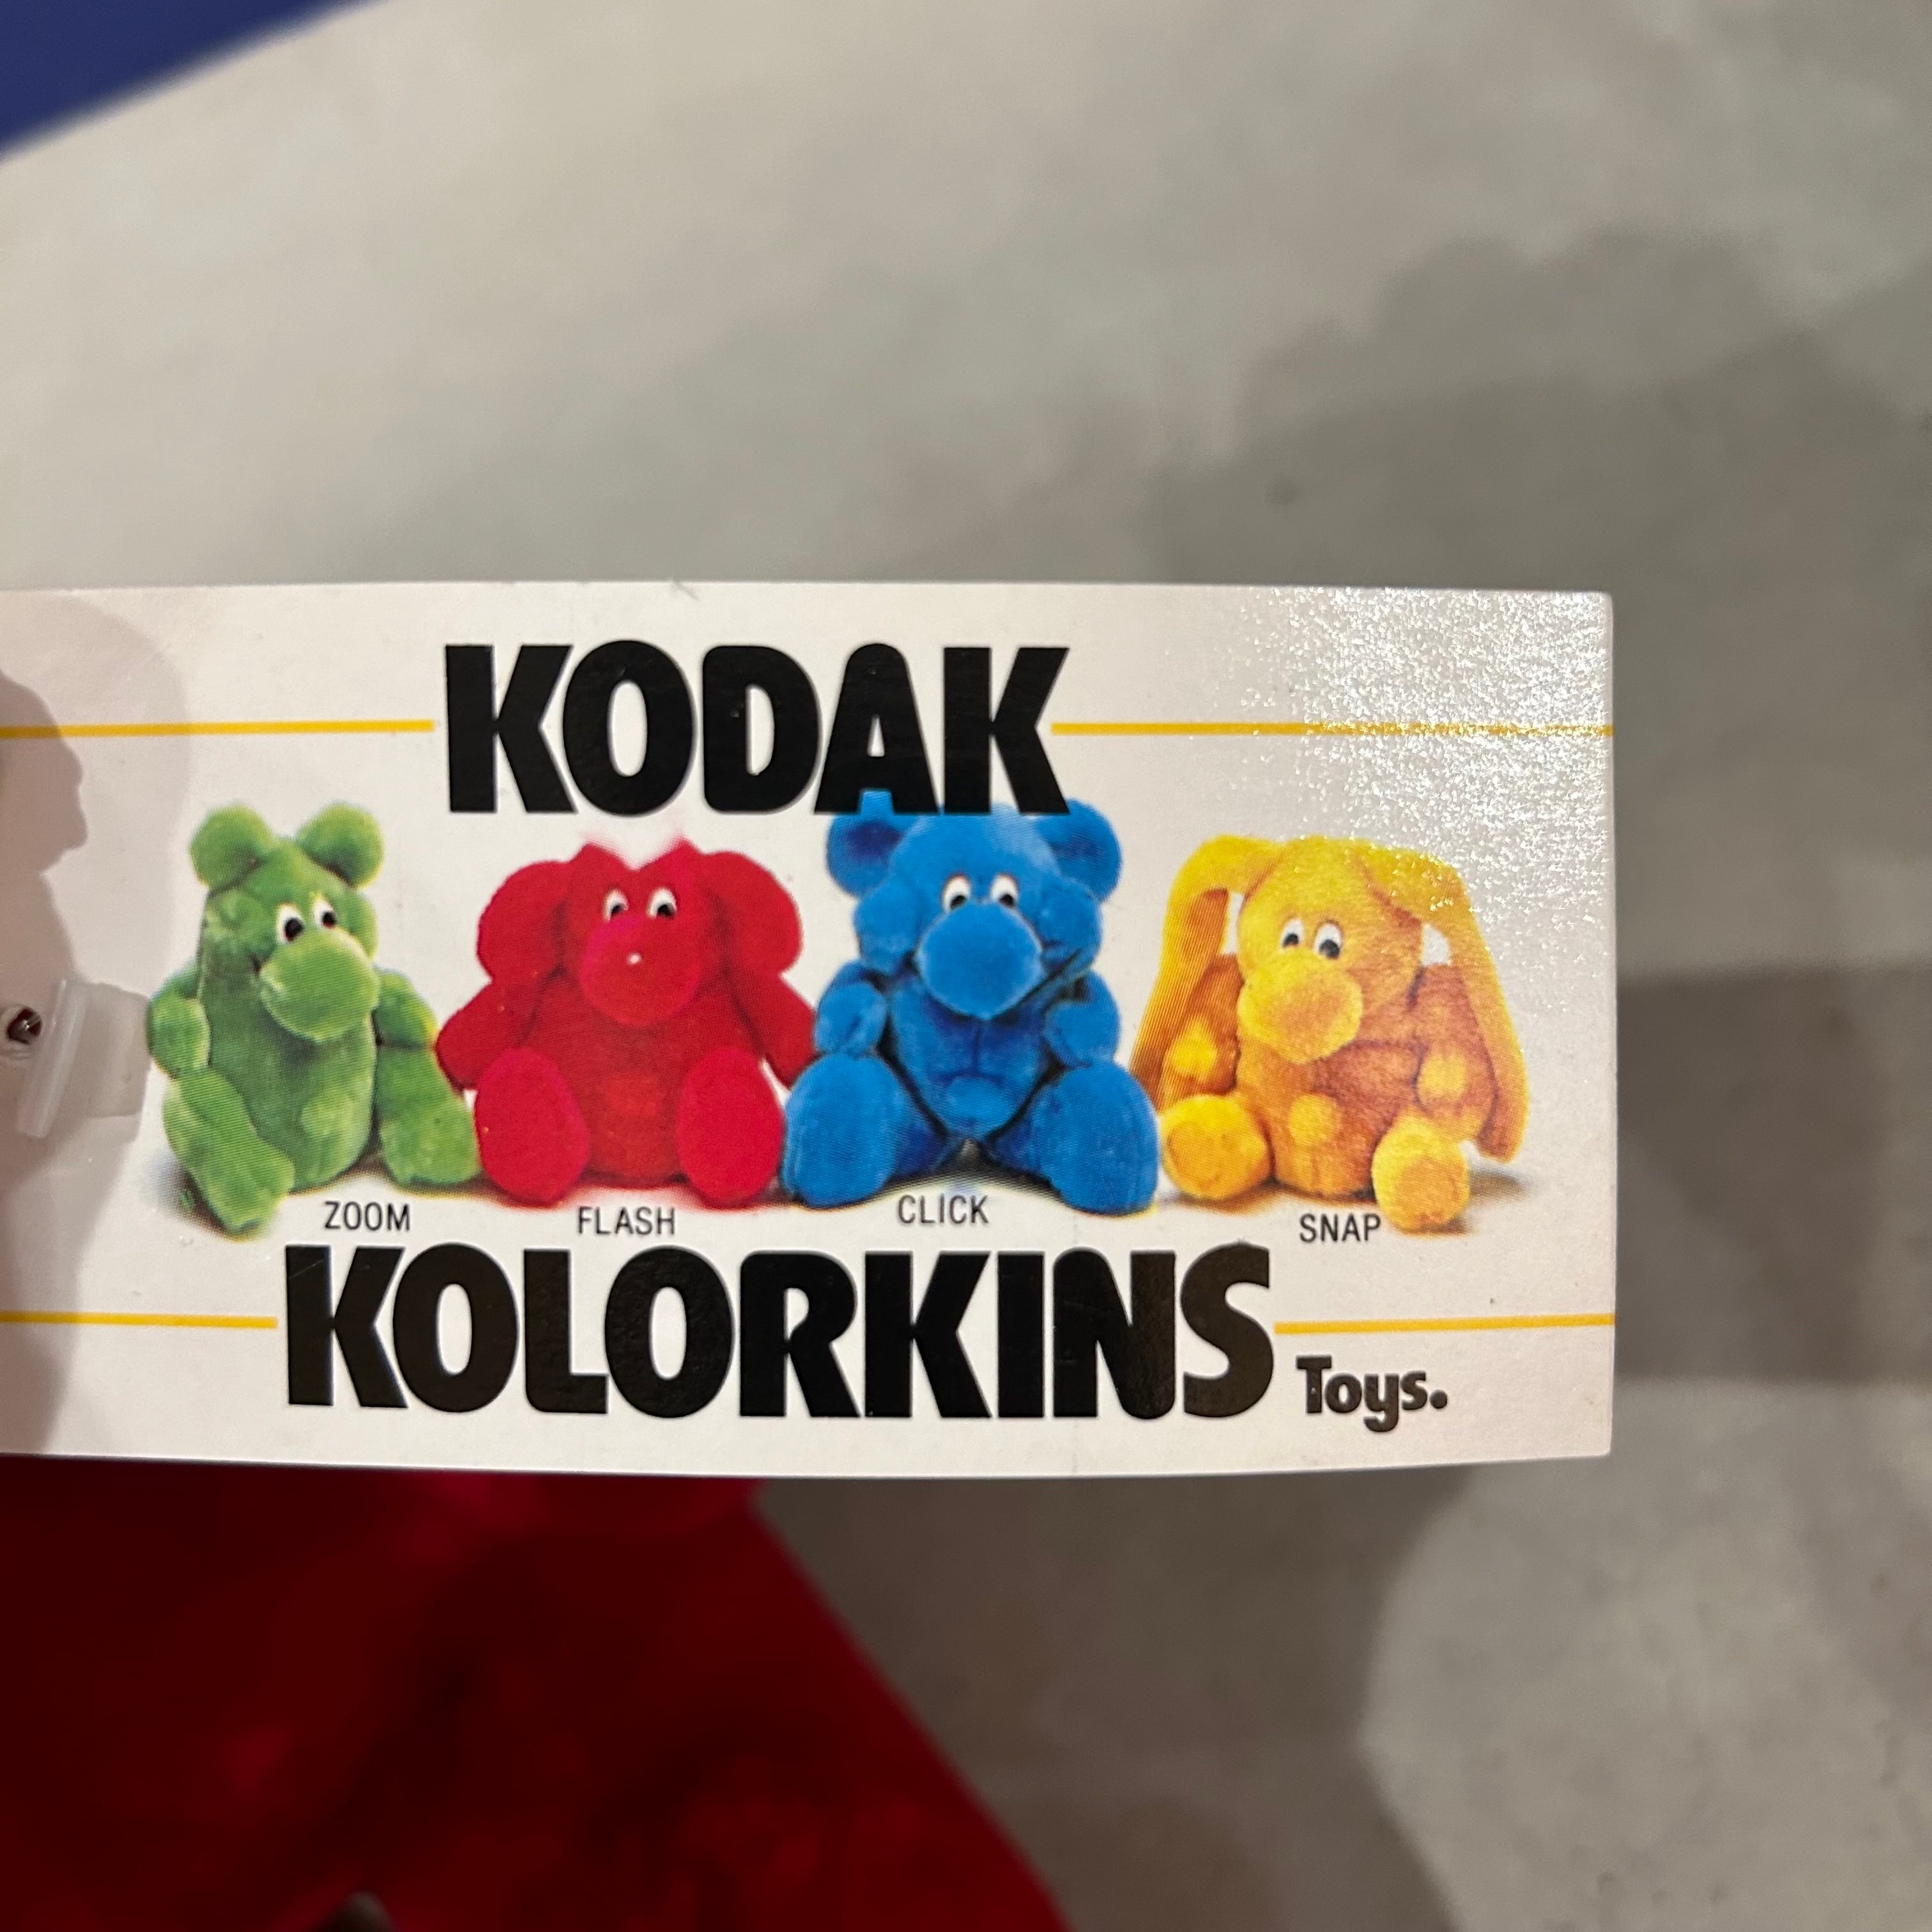 KODAK
ZOOM FLASH CLICK SNAP
KOLORKINS Toys.